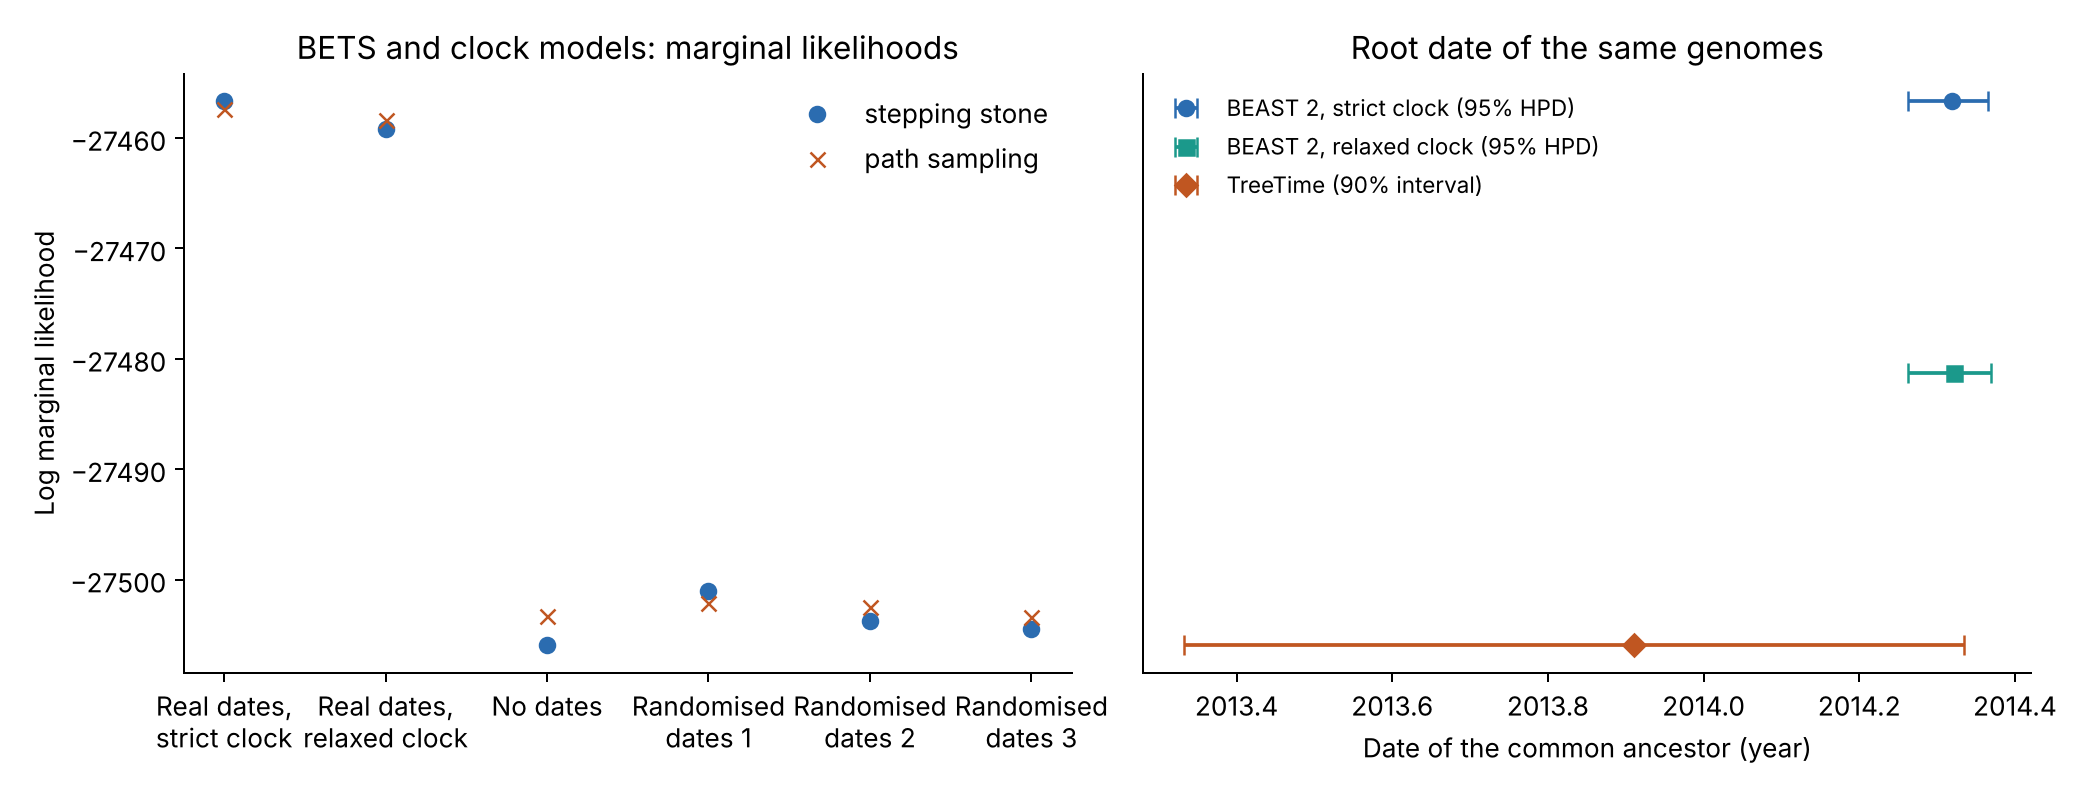 BETS and clock models: marginal likelihoods
stepping stone
path sampling
Log marginal likelihood
−27460
−27470
−27480
−27490
−27500
Real dates,
strict clock
Real dates,
relaxed clock
No dates
Randomised
dates 1
Randomised
dates 2
Randomised
dates 3
Root date of the same genomes
BEAST 2, strict clock (95% HPD)
BEAST 2, relaxed clock (95% HPD)
TreeTime (90% interval)
2013.4
2013.6
2013.8
2014.0
2014.2
2014.4
Date of the common ancestor (year)